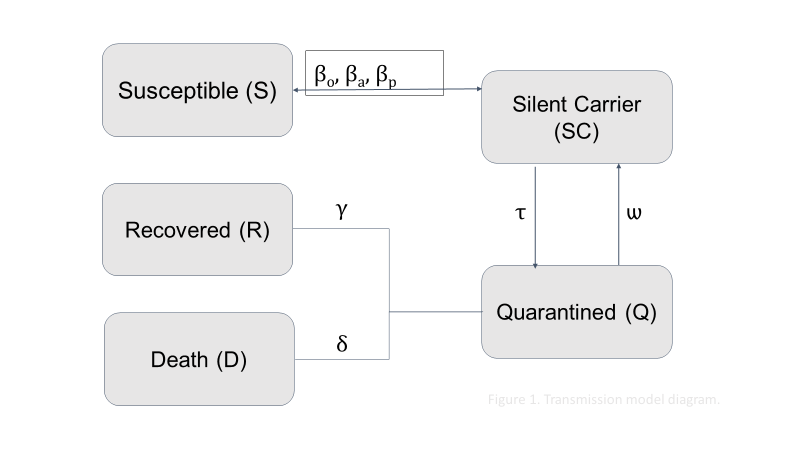 Susceptible (S)
βo, βa, βp
Silent Carrier
(SC)
Recovered (R)
γ
τ
ω
Death (D)
δ
Quarantined (Q)
Figure 1. Transmission model diagram.